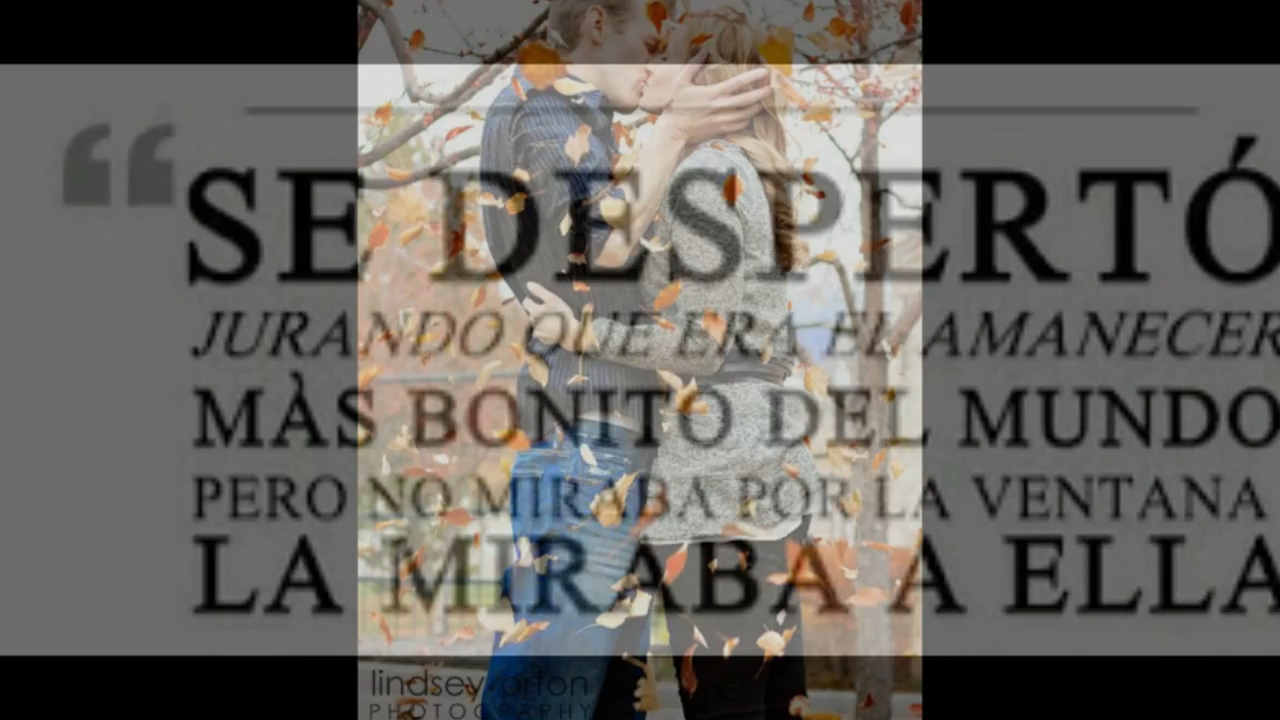 “SE DESPERTÓ
JURANDO QUE ERA EL AMANECER
MÀS BONITO DEL MUNDO
PERO NO MIRABA POR LA VENTANA
LA MIRABA A ELLA
lindsey orton
PHOTOGRAPHY